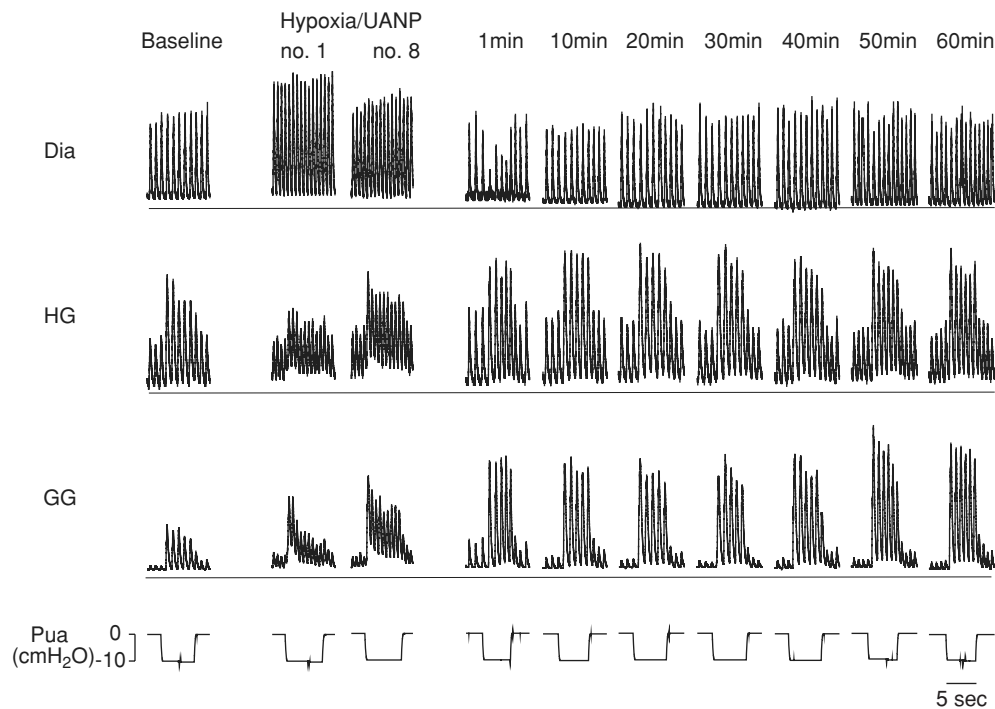 Hypoxia/UANP
Baseline no. 1 no. 8 1min 10min 20min 30min 40min 50min 60min
Dia
HG
GG
Pua 0
(cmH₂O) -10
5 sec